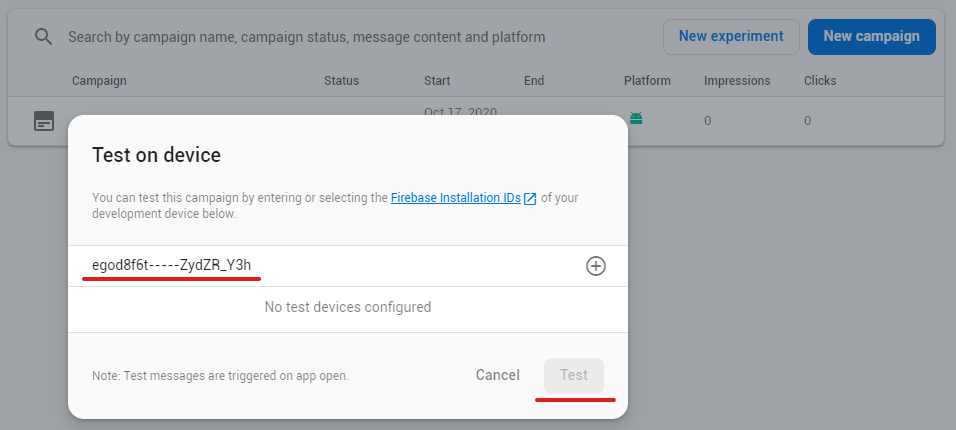 Search by campaign name, campaign status, message content and platform
New experiment
New campaign
Campaign Status Start End Platform Impressions Clicks
Oct 17, 2020
0 0
Test on device
You can test this campaign by entering or selecting the Firebase Installation IDs of your
development device below.
egod8f6t-----ZydZR_Y3h
No test devices configured
Note: Test messages are triggered on app open.
Cancel
Test